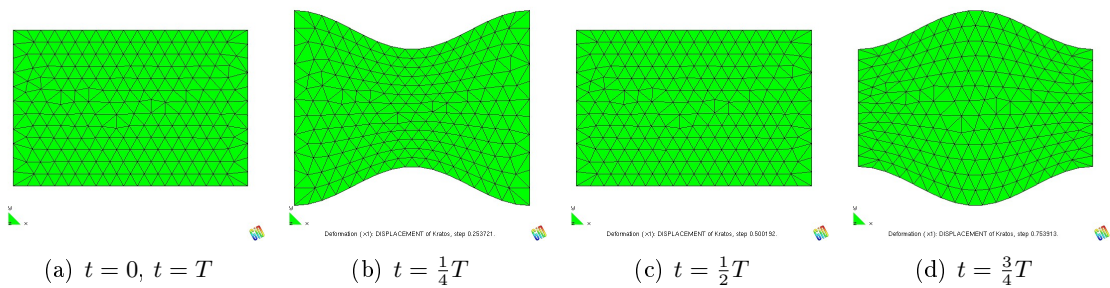 y
x
z
y
x
z
Deformation ( x1): DISPLACEMENT of Kratos, step 0.253721.
y
x
z
Deformation ( x1): DISPLACEMENT of Kratos, step 0.500192.
y
x
z
Deformation ( x1): DISPLACEMENT of Kratos, step 0.753913.
(a) t = 0, t = T
(b) t = 1/4 T
(c) t = 1/2 T
(d) t = 3/4 T